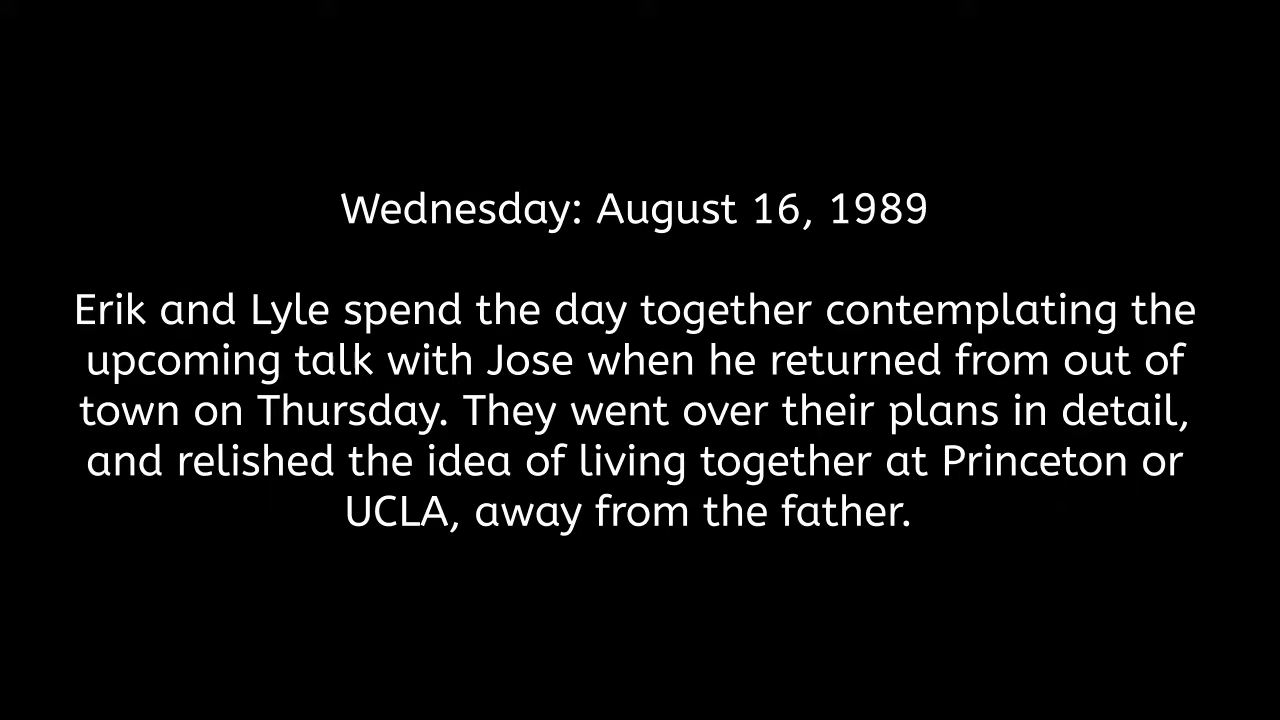 Wednesday: August 16, 1989
Erik and Lyle spend the day together contemplating the
upcoming talk with Jose when he returned from out of
town on Thursday. They went over their plans in detail,
and relished the idea of living together at Princeton or
UCLA, away from the father.